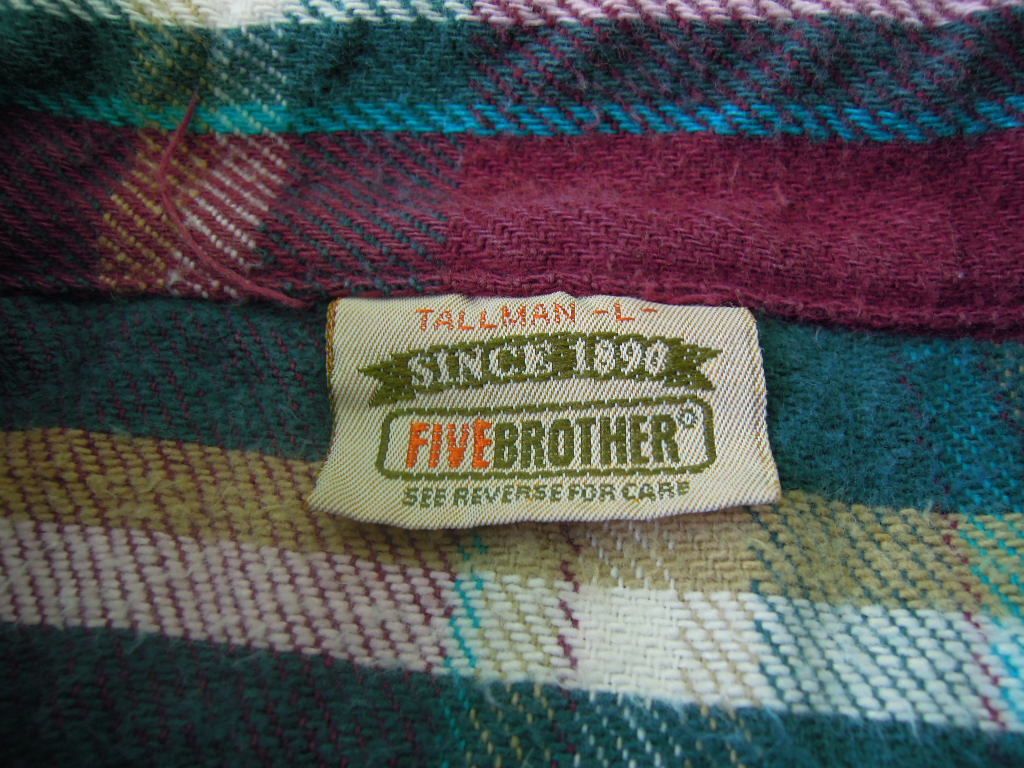 TALLMAN -L-
SINCE 1890
FIVEBROTHER®
SEE REVERSE FOR CARE